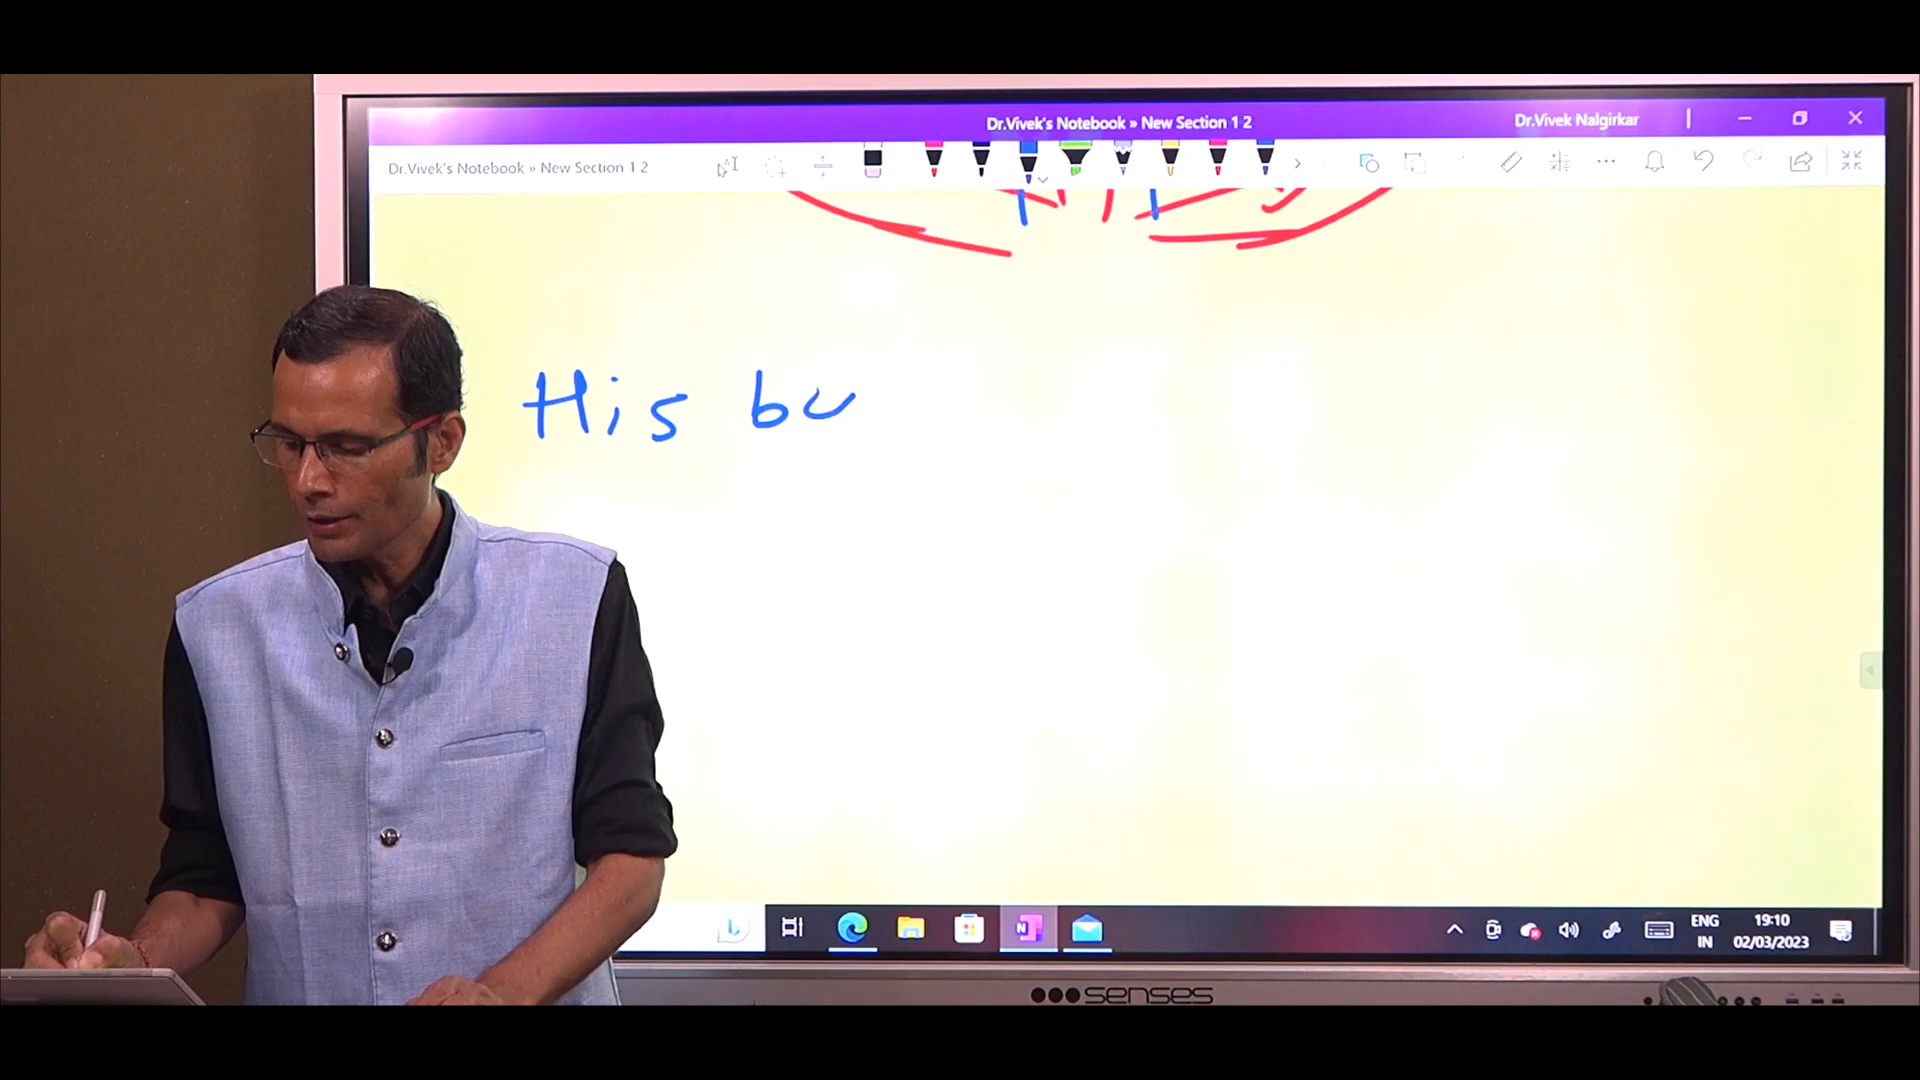 Dr.Vivek's Notebook » New Section 1 2
Dr.Vivek Nalgirkar
Dr.Vivek's Notebook » New Section 1 2
His bu
ENG
IN
19:10
02/03/2023
senses